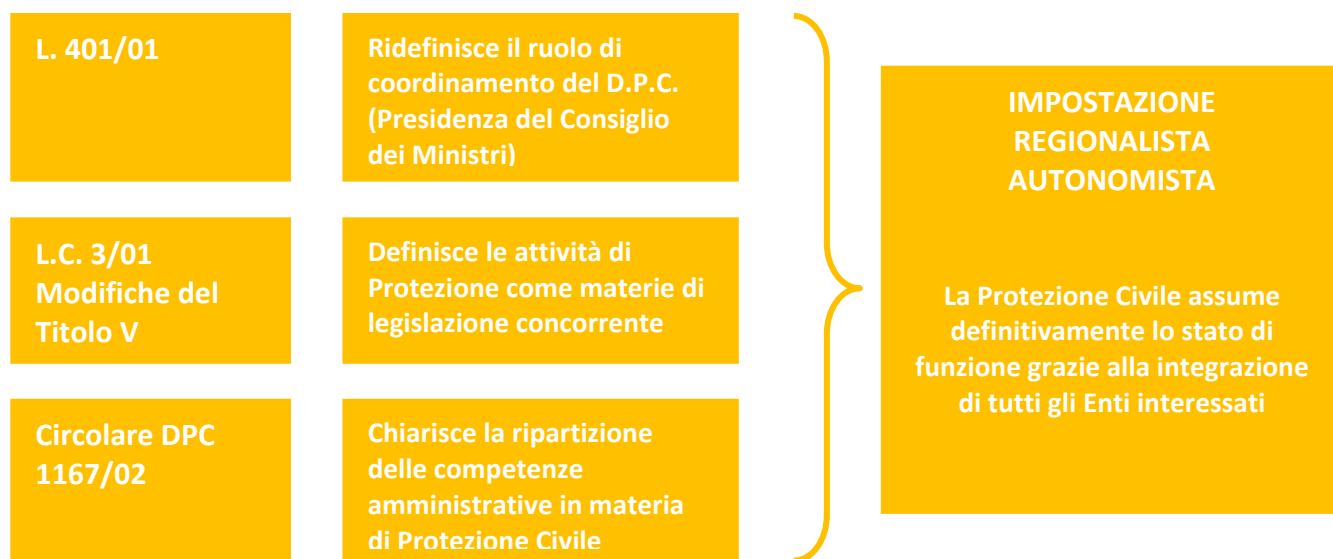 L. 401/01
Ridefinisce il ruolo di
coordinamento del D.P.C.
(Presidenza del Consiglio
dei Ministri)
L.C. 3/01
Modifiche del
Titolo V
Definisce le attività di
Protezione come materie di
legislazione concorrente
Circolare DPC
1167/02
Chiarisce la ripartizione
delle competenze
amministrative in materia
di Protezione Civile
IMPOSTAZIONE
REGIONALISTA
AUTONOMISTA
La Protezione Civile assume
definitivamente lo stato di
funzione grazie alla integrazione
di tutti gli Enti interessati